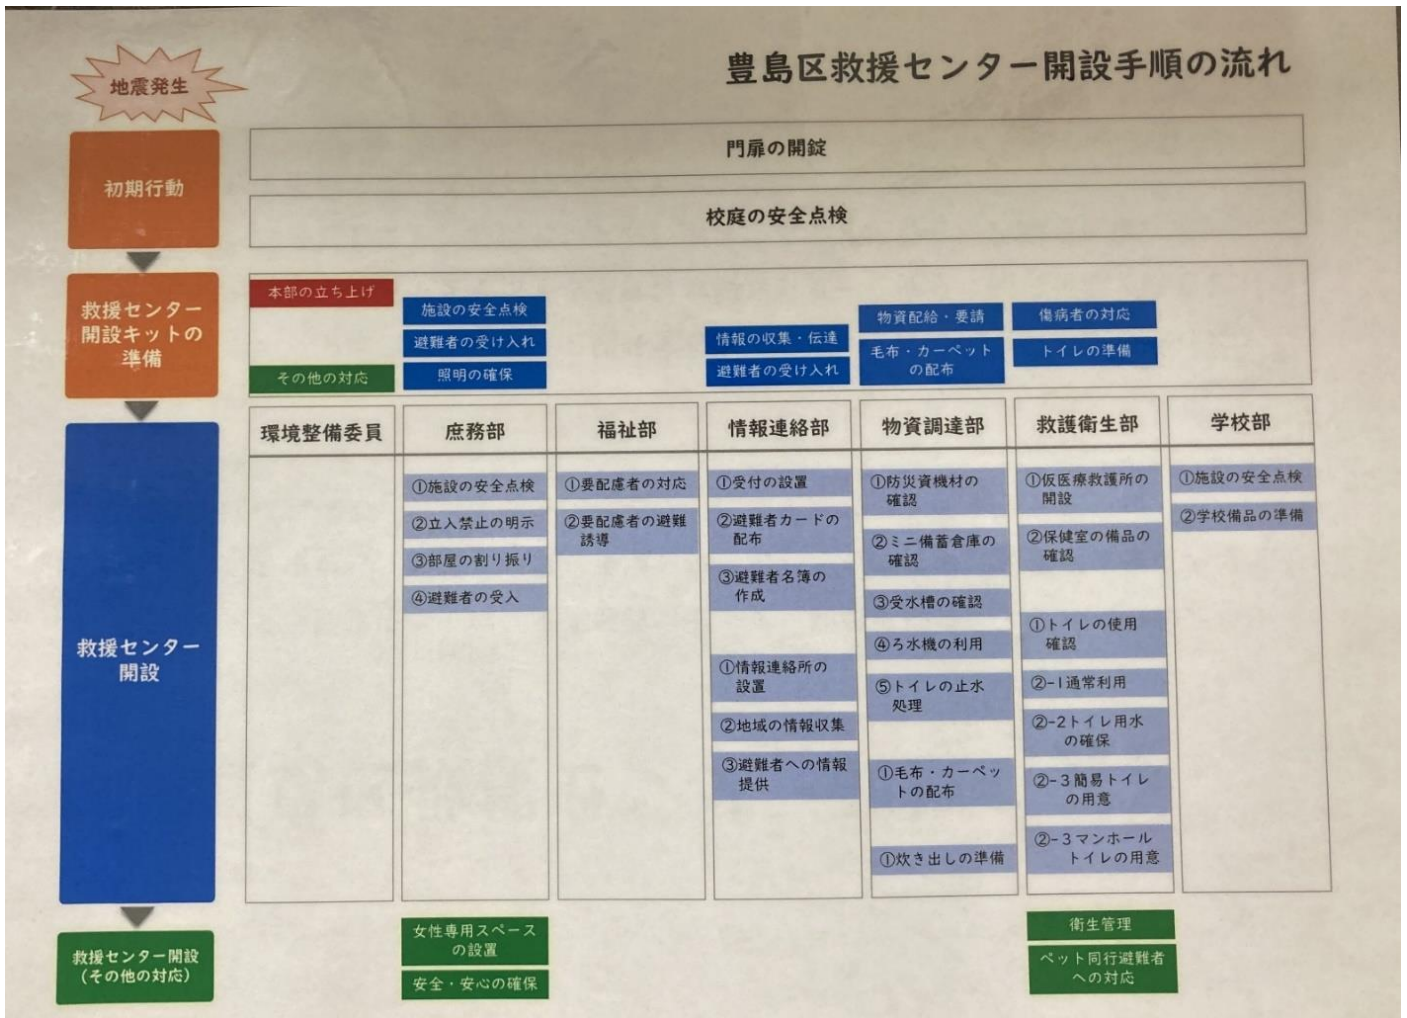 地震発生
豊島区救援センター開設手順の流れ
初期行動
門扉の開錠
校庭の安全点検
救援センター
開設キットの
準備
本部の立ち上げ
その他の対応
施設の安全点検
避難者の受け入れ
照明の確保
情報の収集・伝達
避難者の受け入れ
物資配給・要請
毛布・カーペット
の配布
傷病者の対応
トイレの準備
救援センター
開設
環境整備委員
庶務部
①施設の安全点検
②立入禁止の明示
③部屋の割り振り
④避難者の受入
福祉部
①要配慮者の対応
②要配慮者の避難
誘導
情報連絡部
①受付の設置
②避難者カードの
配布
③避難者名簿の
作成
①情報連絡所の
設置
②地域の情報収集
③避難者への情報
提供
物資調達部
①防災資機材の
確認
②ミニ備蓄倉庫の
確認
③受水槽の確認
④ろ水機の利用
⑤トイレの止水
処理
①毛布・カーペッ
トの配布
①炊き出しの準備
救護衛生部
①仮医療救護所の
開設
②保健室の備品の
確認
①トイレの使用
確認
②-1通常利用
②-2トイレ用水
の確保
②-3簡易トイレ
の用意
②-3マンホール
トイレの用意
学校部
①施設の安全点検
②学校備品の準備
救援センター開設
(その他の対応)
女性専用スペース
の設置
安全・安心の確保
衛生管理
ペット同行避難者
への対応